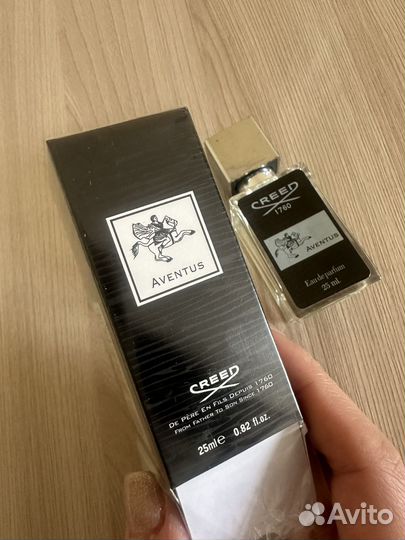 AVENTUS
CREED
DE PÈRE EN FILS DEPUIS 1760
FROM FATHER TO SON SINCE 1760
25ml e 0.82 fl.oz.
CREED
1760
AVENTUS
Eau de parfum
25 ml
Avito